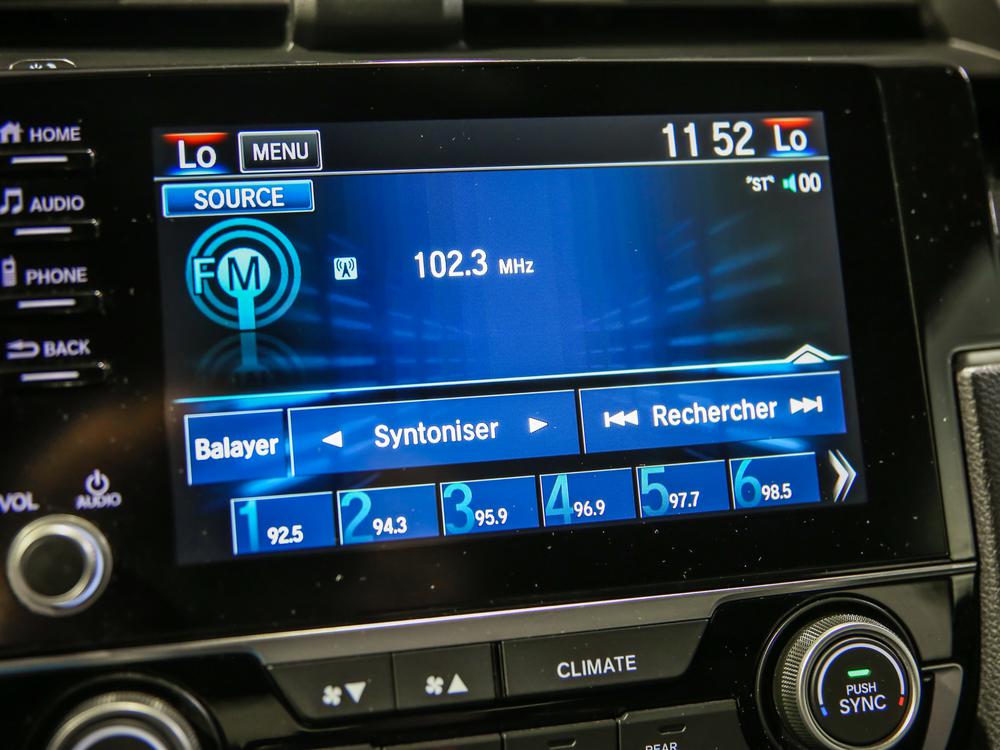 HOME
AUDIO
PHONE
BACK
VOL
AUDIO
Lo
MENU
11 52
Lo
SOURCE
"ST"
00
FM
102.3 MHz
Balayer
Syntoniser
Rechercher
1 92.5
2 94.3
3 95.9
4 96.9
5 97.7
6 98.5
CLIMATE
PUSH
SYNC
REAR